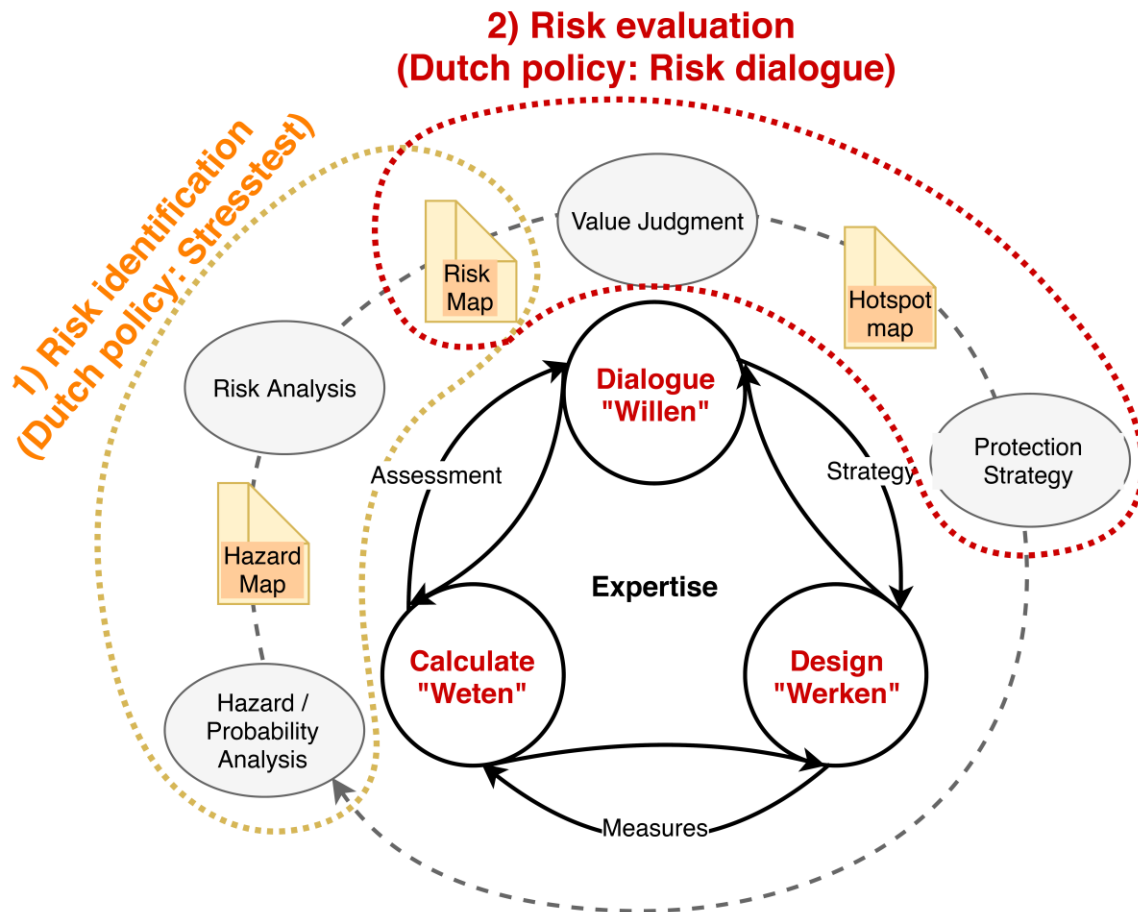 2) Risk evaluation
(Dutch policy: Risk dialogue)
1) Risk identification
(Dutch policy: Stresstest)
Value Judgment
Risk
Map
Hotspot
map
Risk Analysis
Dialogue
"Willen"
Protection
Strategy
Assessment
Strategy
Hazard
Map
Expertise
Calculate
"Weten"
Design
"Werken"
Hazard /
Probability
Analysis
Measures